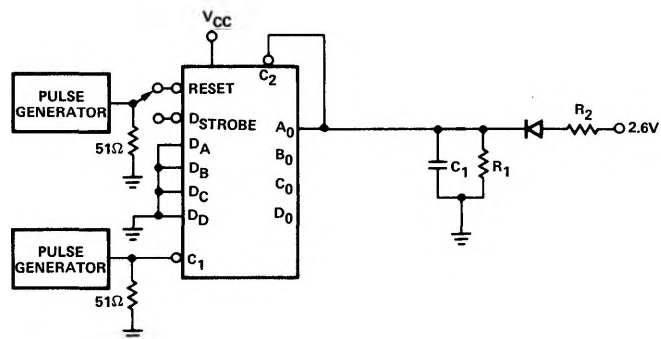 VCC
C2
PULSE
GENERATOR
RESET
51Ω
DSTROBE
DA
DB
DC
DD
A0
B0
C0
D0
C1
R1
R2
2.6V
PULSE
GENERATOR
C1
51Ω